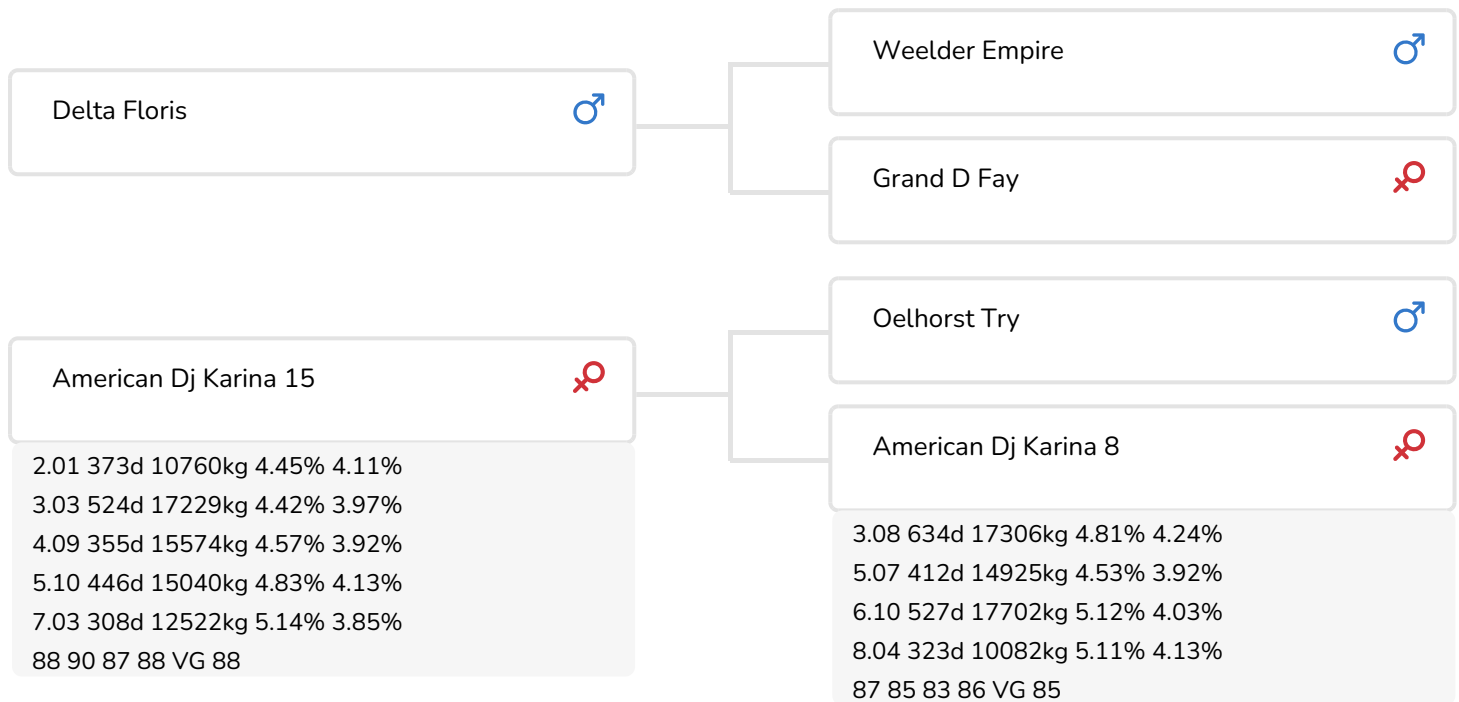 Delta Floris
Weelder Empire
Grand D Fay
American Dj Karina 15
2.01 373d 10760kg 4.45% 4.11%
3.03 524d 17229kg 4.42% 3.97%
4.09 355d 15574kg 4.57% 3.92%
5.10 446d 15040kg 4.83% 4.13%
7.03 308d 12522kg 5.14% 3.85%
88 90 87 88 VG 88
Oelhorst Try
American Dj Karina 8
3.08 634d 17306kg 4.81% 4.24%
5.07 412d 14925kg 4.53% 3.92%
6.10 527d 17702kg 5.12% 4.03%
8.04 323d 10082kg 5.11% 4.13%
87 85 83 86 VG 85